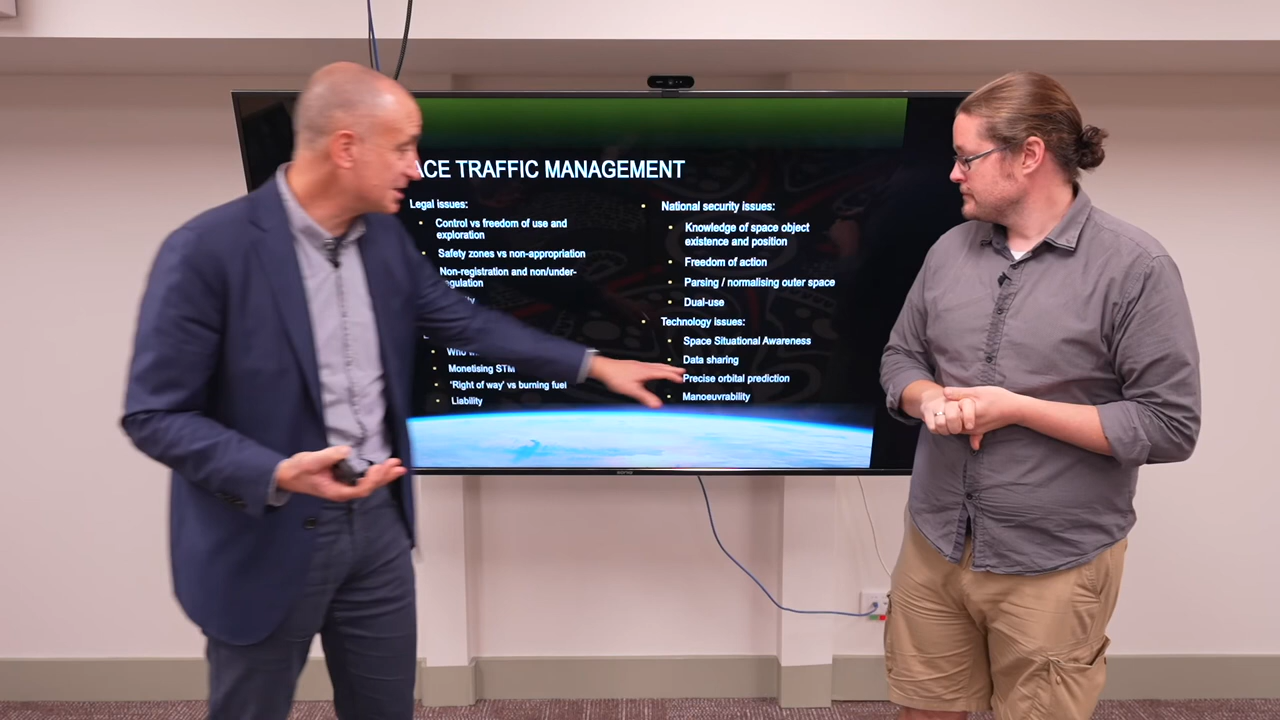 ACE TRAFFIC MANAGEMENT
Legal issues:
Control vs freedom of use and
exploration
Safety zones vs non-appropriation
Non-registration and non/under-
egulation
Who
Monetising STM
'Right of way' vs burning fuel
Liability
National security issues:
Knowledge of space object
existence and position
Freedom of action
Parsing / normalising outer space
Dual-use
Technology issues:
Space Situational Awareness
Data sharing
Precise orbital prediction
Manoeuvrability
SONY